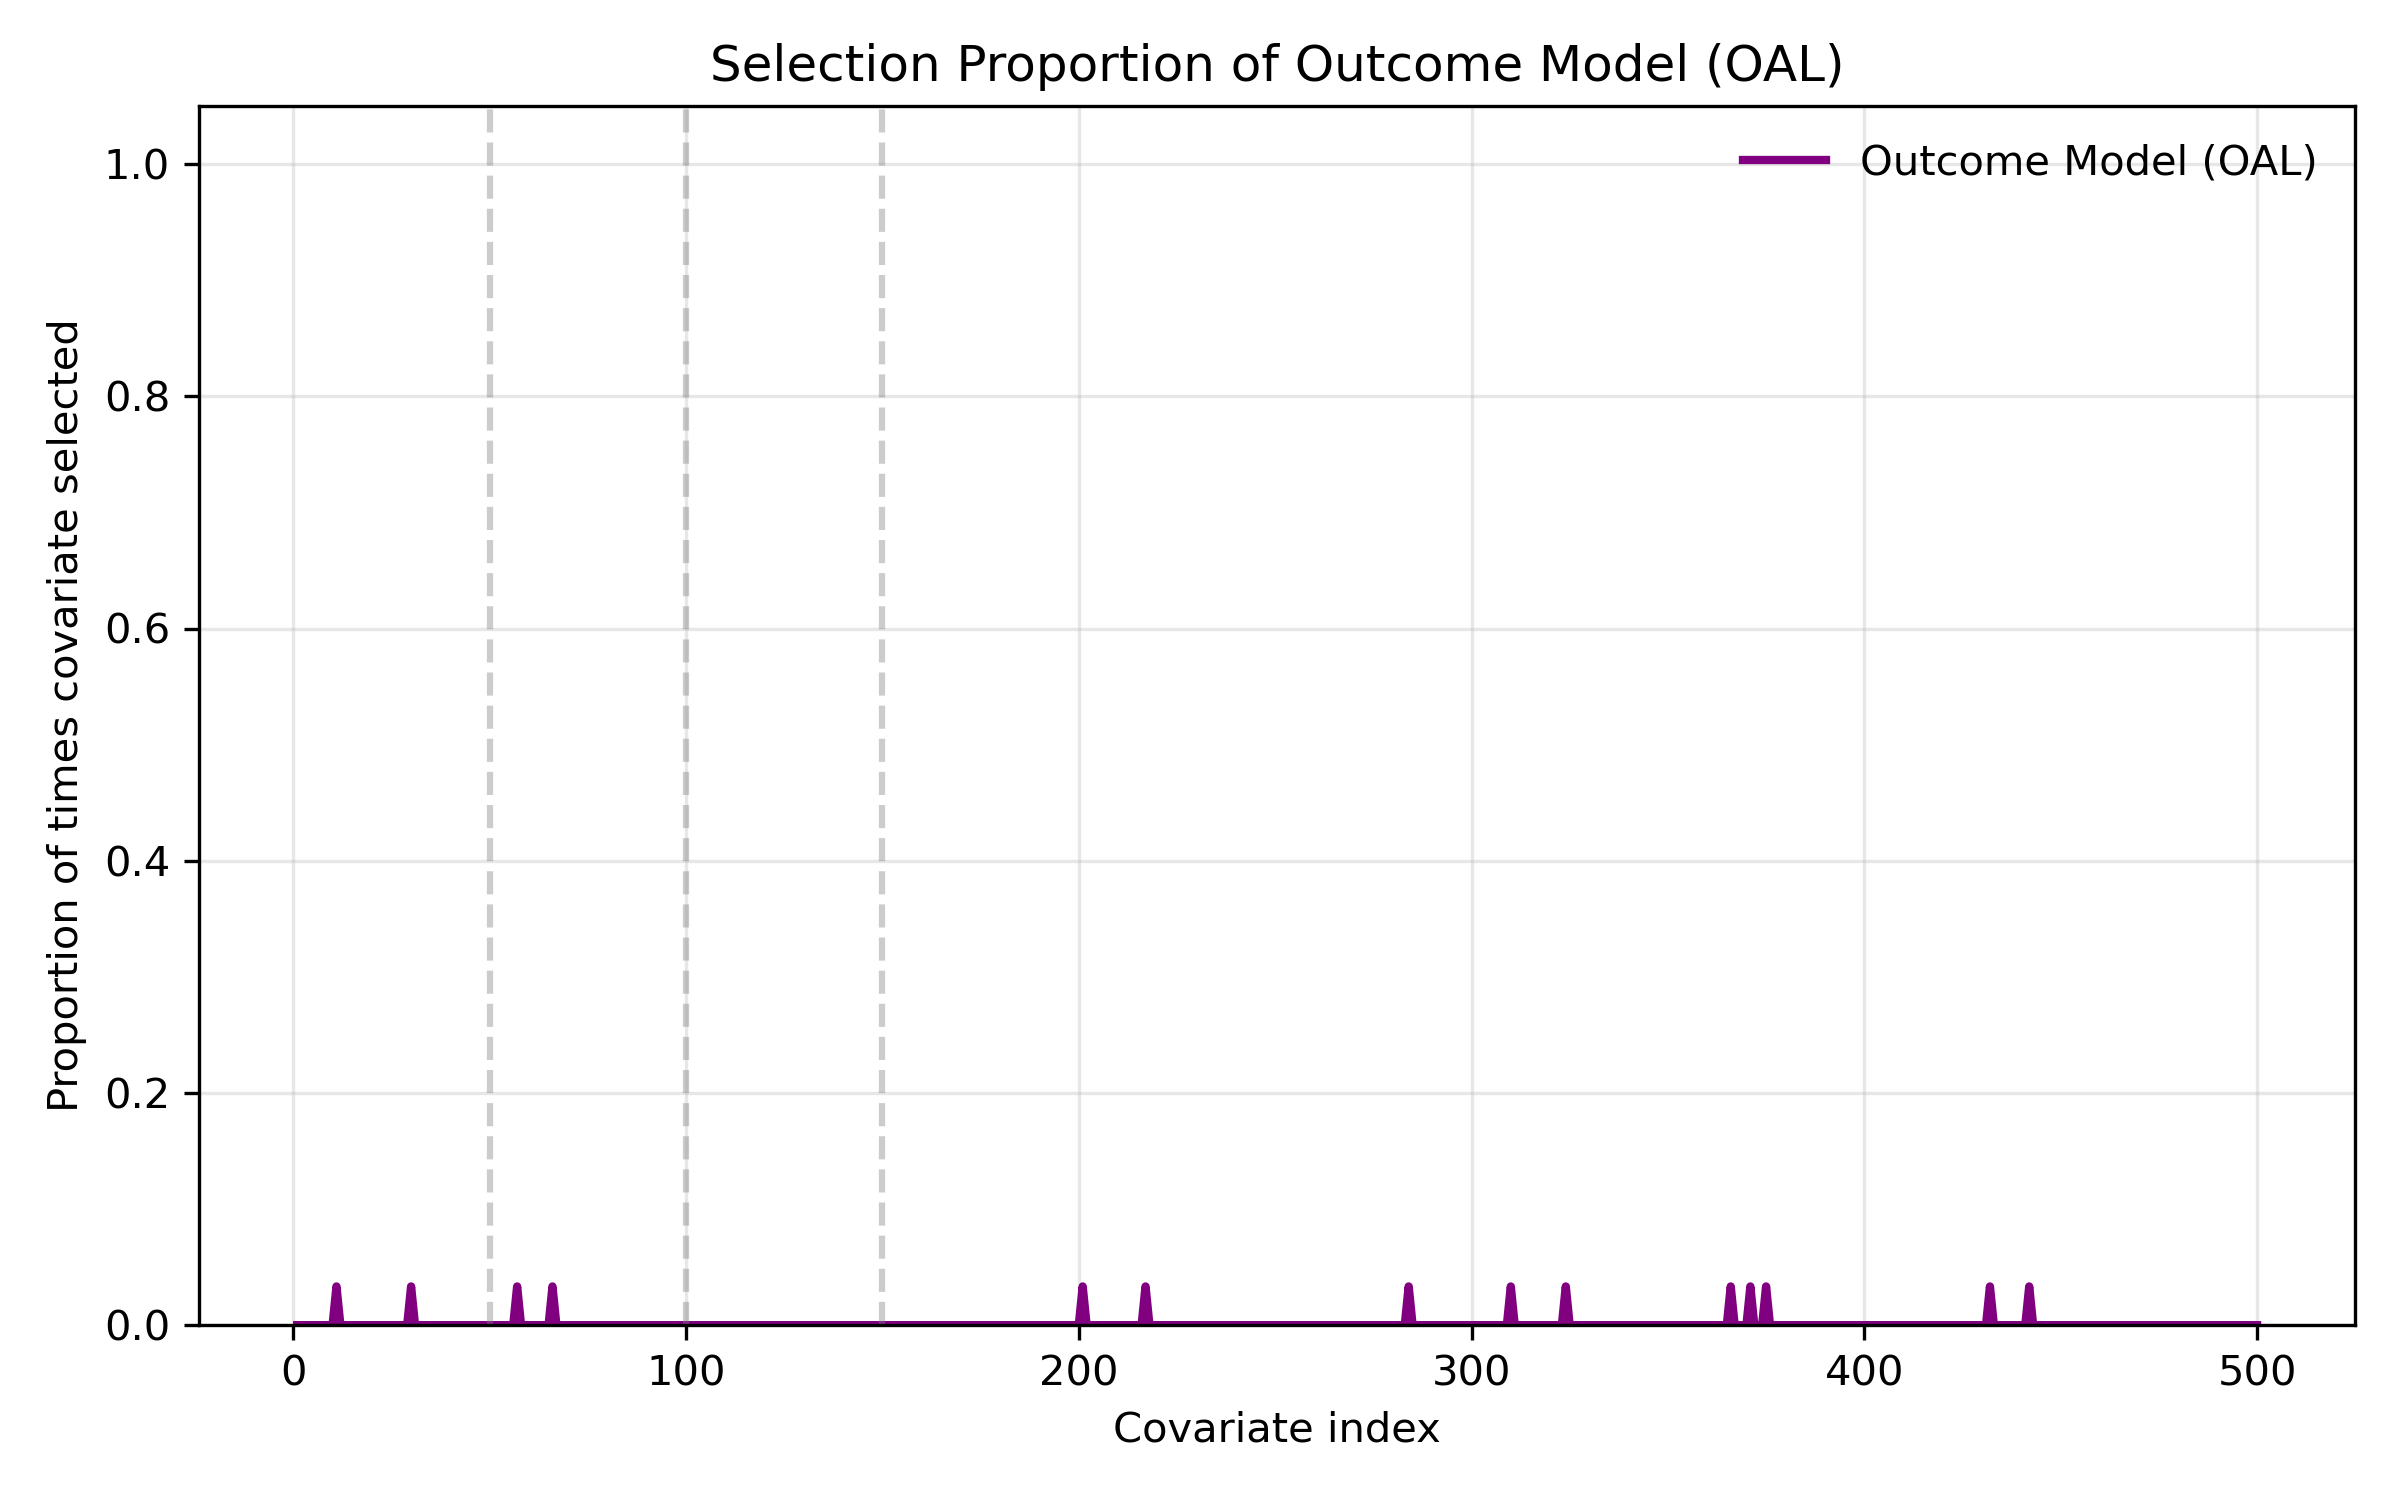 Selection Proportion of Outcome Model (OAL)
Outcome Model (OAL)
Proportion of times covariate selected
1.0
0.8
0.6
0.4
0.2
0.0
0 100 200 300 400 500
Covariate index